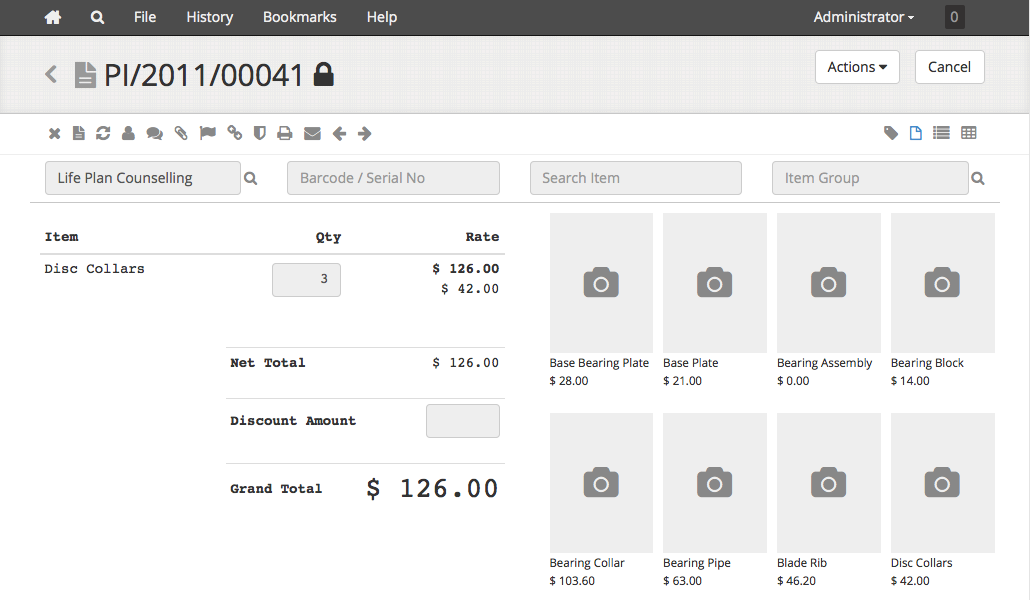 File History Bookmarks Help Administrator 0
PI/2011/00041 Actions Cancel
Life Plan Counselling Barcode / Serial No Search Item Item Group
Item Qty Rate
Disc Collars 3 $ 126.00
$ 42.00
Net Total $ 126.00
Discount Amount
Grand Total $ 126.00
Base Bearing Plate Base Plate Bearing Assembly Bearing Block
$ 28.00 $ 21.00 $ 0.00 $ 14.00
Bearing Collar Bearing Pipe Blade Rib Disc Collars
$ 103.60 $ 63.00 $ 46.20 $ 42.00